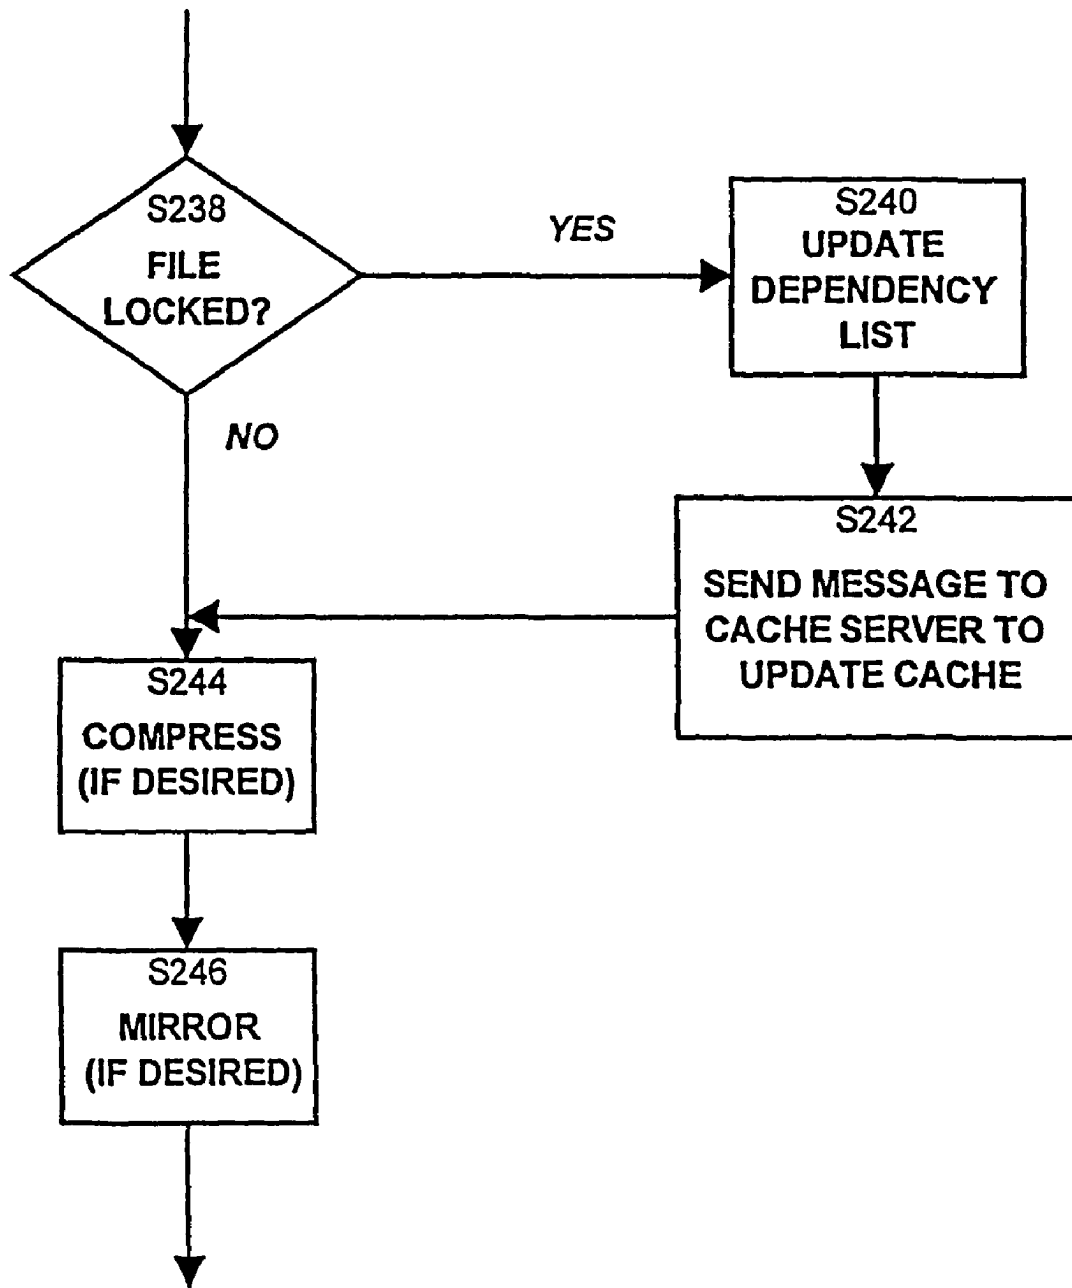 S238
FILE
LOCKED?
YES
S240
UPDATE
DEPENDENCY
LIST
NO
S242
SEND MESSAGE TO
CACHE SERVER TO
UPDATE CACHE
S244
COMPRESS
(IF DESIRED)
S246
MIRROR
(IF DESIRED)